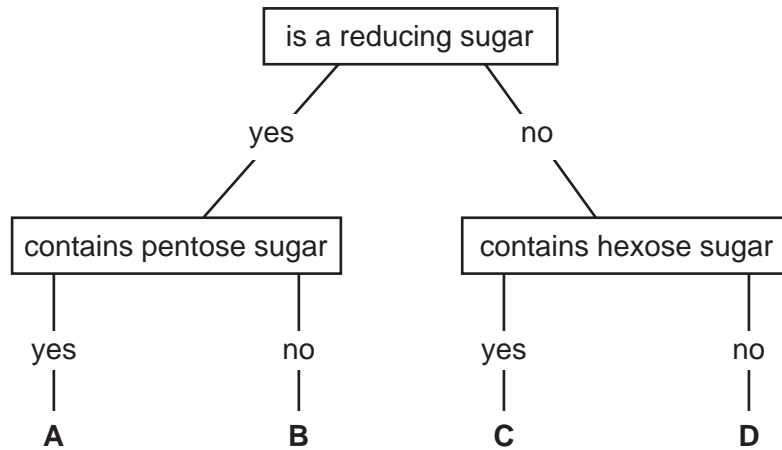 is a reducing sugar
yes
no
contains pentose sugar
contains hexose sugar
yes
no
yes
no
A
B
C
D